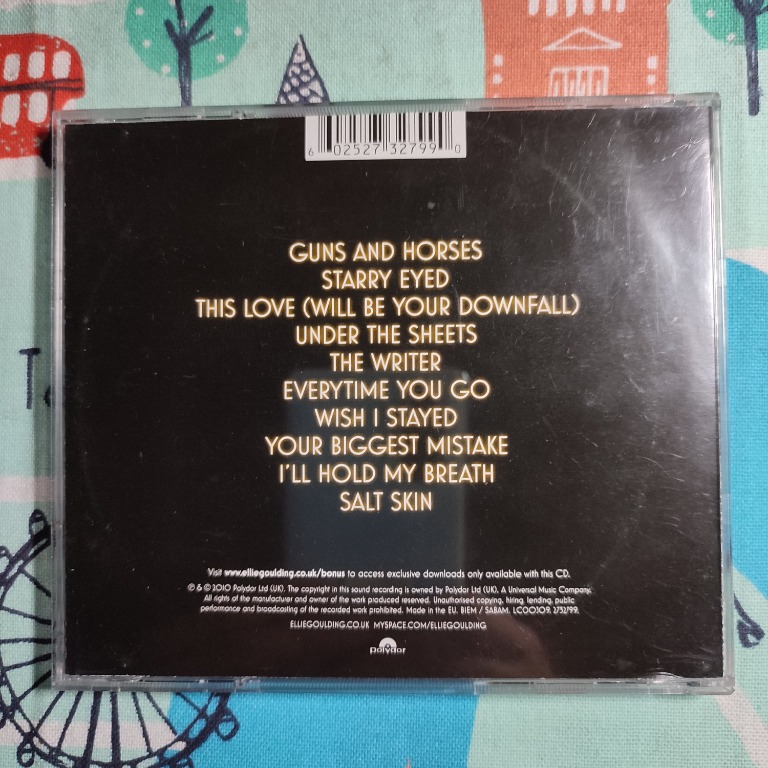 6 02527 32799 0
GUNS AND HORSES
STARRY EYED
THIS LOVE (WILL BE YOUR DOWNFALL)
UNDER THE SHEETS
THE WRITER
EVERYTIME YOU GO
WISH I STAYED
YOUR BIGGEST MISTAKE
I'LL HOLD MY BREATH
SALT SKIN
Visit www.elliegoulding.co.uk/bonus to access exclusive downloads only available with this CD.
℗ & © 2010 Polydor Ltd (UK). The copyright in this sound recording is owned by Polydor Ltd (UK). A Universal Music Company.
All rights of the manufacturer and owner of the work produced reserved. Unauthorised copying, hiring, lending, public
performance and broadcasting of the recorded work prohibited. Made in the EU. BIEM / SABAM. LC00109. 2732799.
ELLIEGOULDING.CO.UK MYSPACE.COM/ELLIEGOULDING
polydor